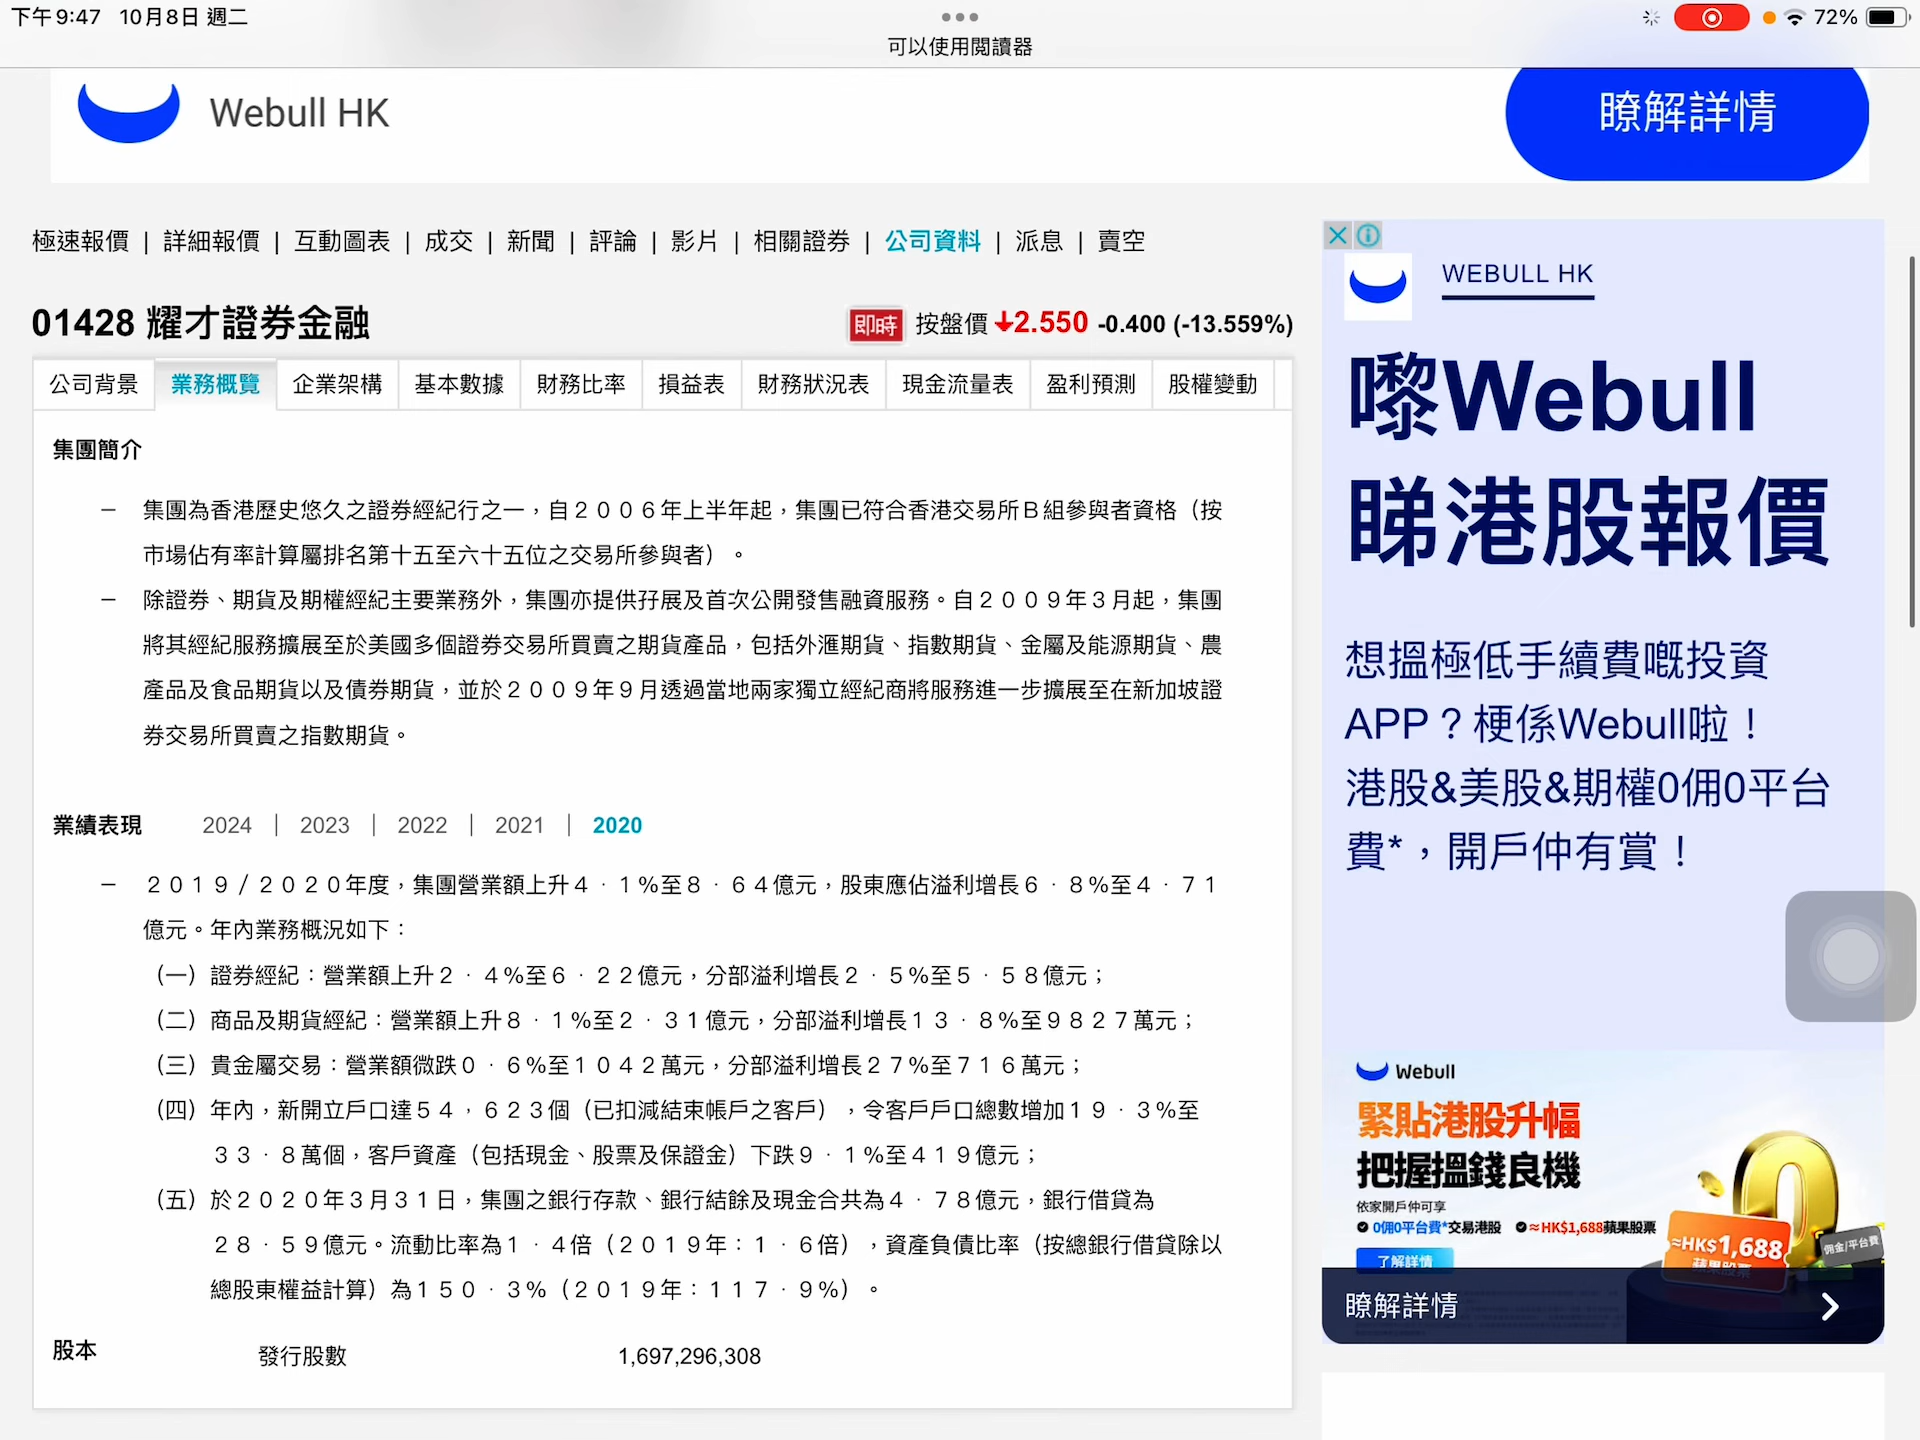 下午9:47 10月8日 週二
72%
可以使用閱讀器
Webull HK
瞭解詳情
極速報價 | 詳細報價 | 互動圖表 | 成交 | 新聞 | 評論 | 影片 | 相關證券 | 公司資料 | 派息 | 賣空
01428 耀才證券金融
即時 按盤價 2.550 -0.400 (-13.559%)
公司背景 業務概覽 企業架構 基本數據 財務比率 損益表 財務狀況表 現金流量表 盈利預測 股權變動
集團簡介
－ 集團為香港歷史悠久之證券經紀行之一，自２００６年上半年起，集團已符合香港交易所Ｂ組參與者資格（按
市場佔有率計算屬排名第十五至六十五位之交易所參與者）。
－ 除證券、期貨及期權經紀主要業務外，集團亦提供孖展及首次公開發售融資服務。自２００９年３月起，集團
將其經紀服務擴展至於美國多個證券交易所買賣之期貨產品，包括外滙期貨、指數期貨、金屬及能源期貨、農
產品及食品期貨以及債券期貨，並於２００９年９月透過當地兩家獨立經紀商將服務進一步擴展至在新加坡證
券交易所買賣之指數期貨。
業績表現 2024 | 2023 | 2022 | 2021 | 2020
－ ２０１９／２０２０年度，集團營業額上升４．１％至８．６４億元，股東應佔溢利增長６．８％至４．７１
億元。年內業務概況如下：
（一）證券經紀：營業額上升２．４％至６．２２億元，分部溢利增長２．５％至５．５８億元；
（二）商品及期貨經紀：營業額上升８．１％至２．３１億元，分部溢利增長１３．８％至９８２７萬元；
（三）貴金屬交易：營業額微跌０．６％至１０４２萬元，分部溢利增長２７％至７１６萬元；
（四）年內，新開立戶口達５４，６２３個（已扣減結束帳戶之客戶），令客戶戶口總數增加１９．３％至
３３．８萬個，客戶資產（包括現金、股票及保證金）下跌９．１％至４１９億元；
（五）於２０２０年３月３１日，集團之銀行存款、銀行結餘及現金合共為４．７８億元，銀行借貸為
２８．５９億元。流動比率為１．４倍（２０１９年：１．６倍），資產負債比率（按總銀行借貸除以
總股東權益計算）為１５０．３％（２０１９年：１１７．９％）。
股本
發行股數 1,697,296,308
WEBULL HK
嚟Webull
睇港股報價
想搵極低手續費嘅投資
APP？梗係Webull啦！
港股&美股&期權0佣0平台
費*，開戶仲有賞！
Webull
緊貼港股升幅
把握搵錢良機
依家開戶仲可享
0佣0平台費*交易港股 ≈HK$1,688蘋果股票
了解詳情
≈HK$1,688
蘋果股票
佣金/平台費
0
瞭解詳情